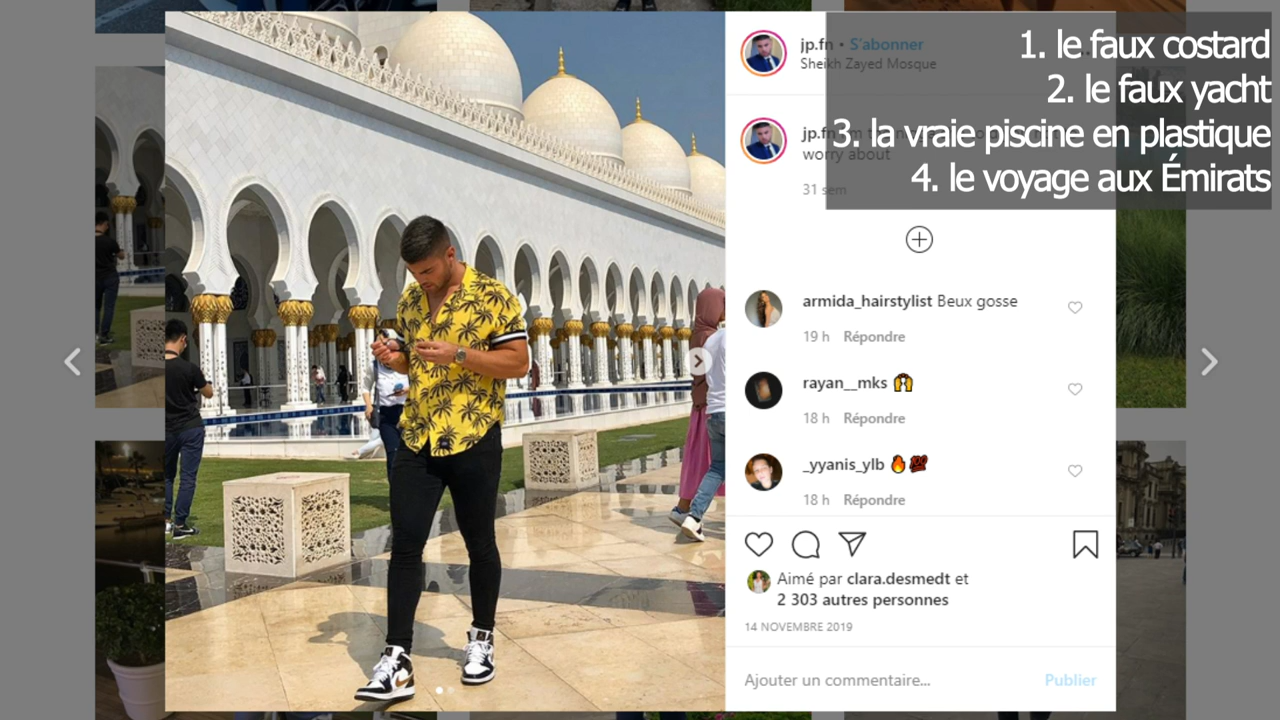 jp.fn • S'abonner
Sheikh Zayed Mosque
1. le faux costard
2. le faux yacht
3. la vraie piscine en plastique
4. le voyage aux Émirats
jp.fn
worry about
31 sem
armida_hairstylist Beux gosse
19 h Répondre
rayan__mks 🙌
18 h Répondre
_yyanis_ylb 🔥💯
18 h Répondre
Aimé par clara.desmedt et
2 303 autres personnes
14 NOVEMBRE 2019
Ajouter un commentaire... Publier